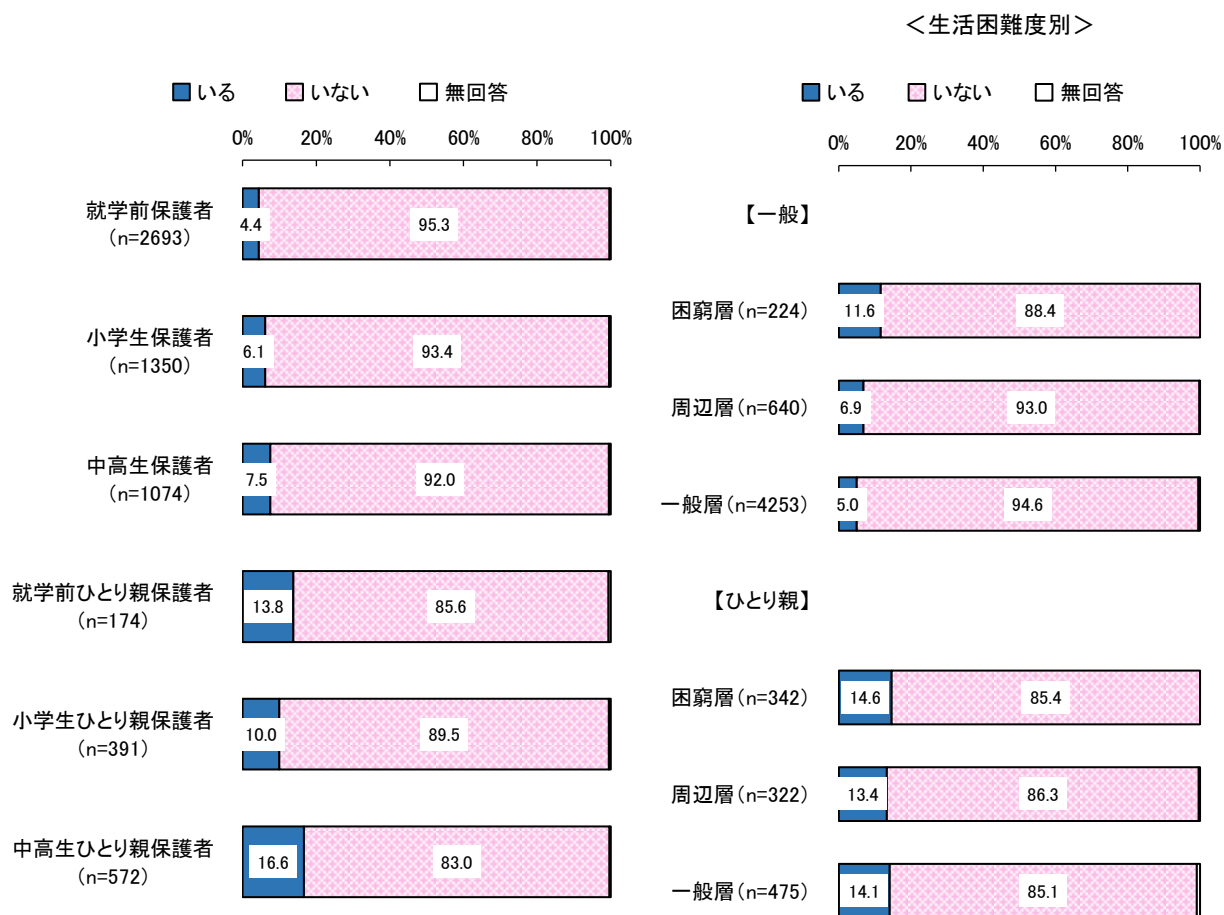 ＜生活困難度別＞
いる いない 無回答
0% 20% 40% 60% 80% 100%
就学前保護者
（n=2693）
4.4 95.3
小学生保護者
（n=1350）
6.1 93.4
中高生保護者
（n=1074）
7.5 92.0
就学前ひとり親保護者
（n=174）
13.8 85.6
小学生ひとり親保護者
（n=391）
10.0 89.5
中高生ひとり親保護者
（n=572）
16.6 83.0
いる いない 無回答
0% 20% 40% 60% 80% 100%
【一般】
困窮層（n=224） 11.6 88.4
周辺層（n=640） 6.9 93.0
一般層（n=4253） 5.0 94.6
【ひとり親】
困窮層（n=342） 14.6 85.4
周辺層（n=322） 13.4 86.3
一般層（n=475） 14.1 85.1